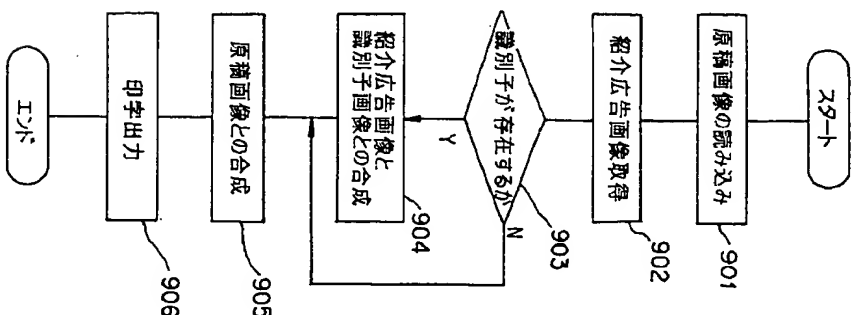 スタート
原稿画像の読み込み
901
紹介広告画像取得
902
識別子が存在するか
903
N
Y
紹介広告画像と
識別子画像との合成
904
原稿画像との合成
905
印字出力
906
エンド